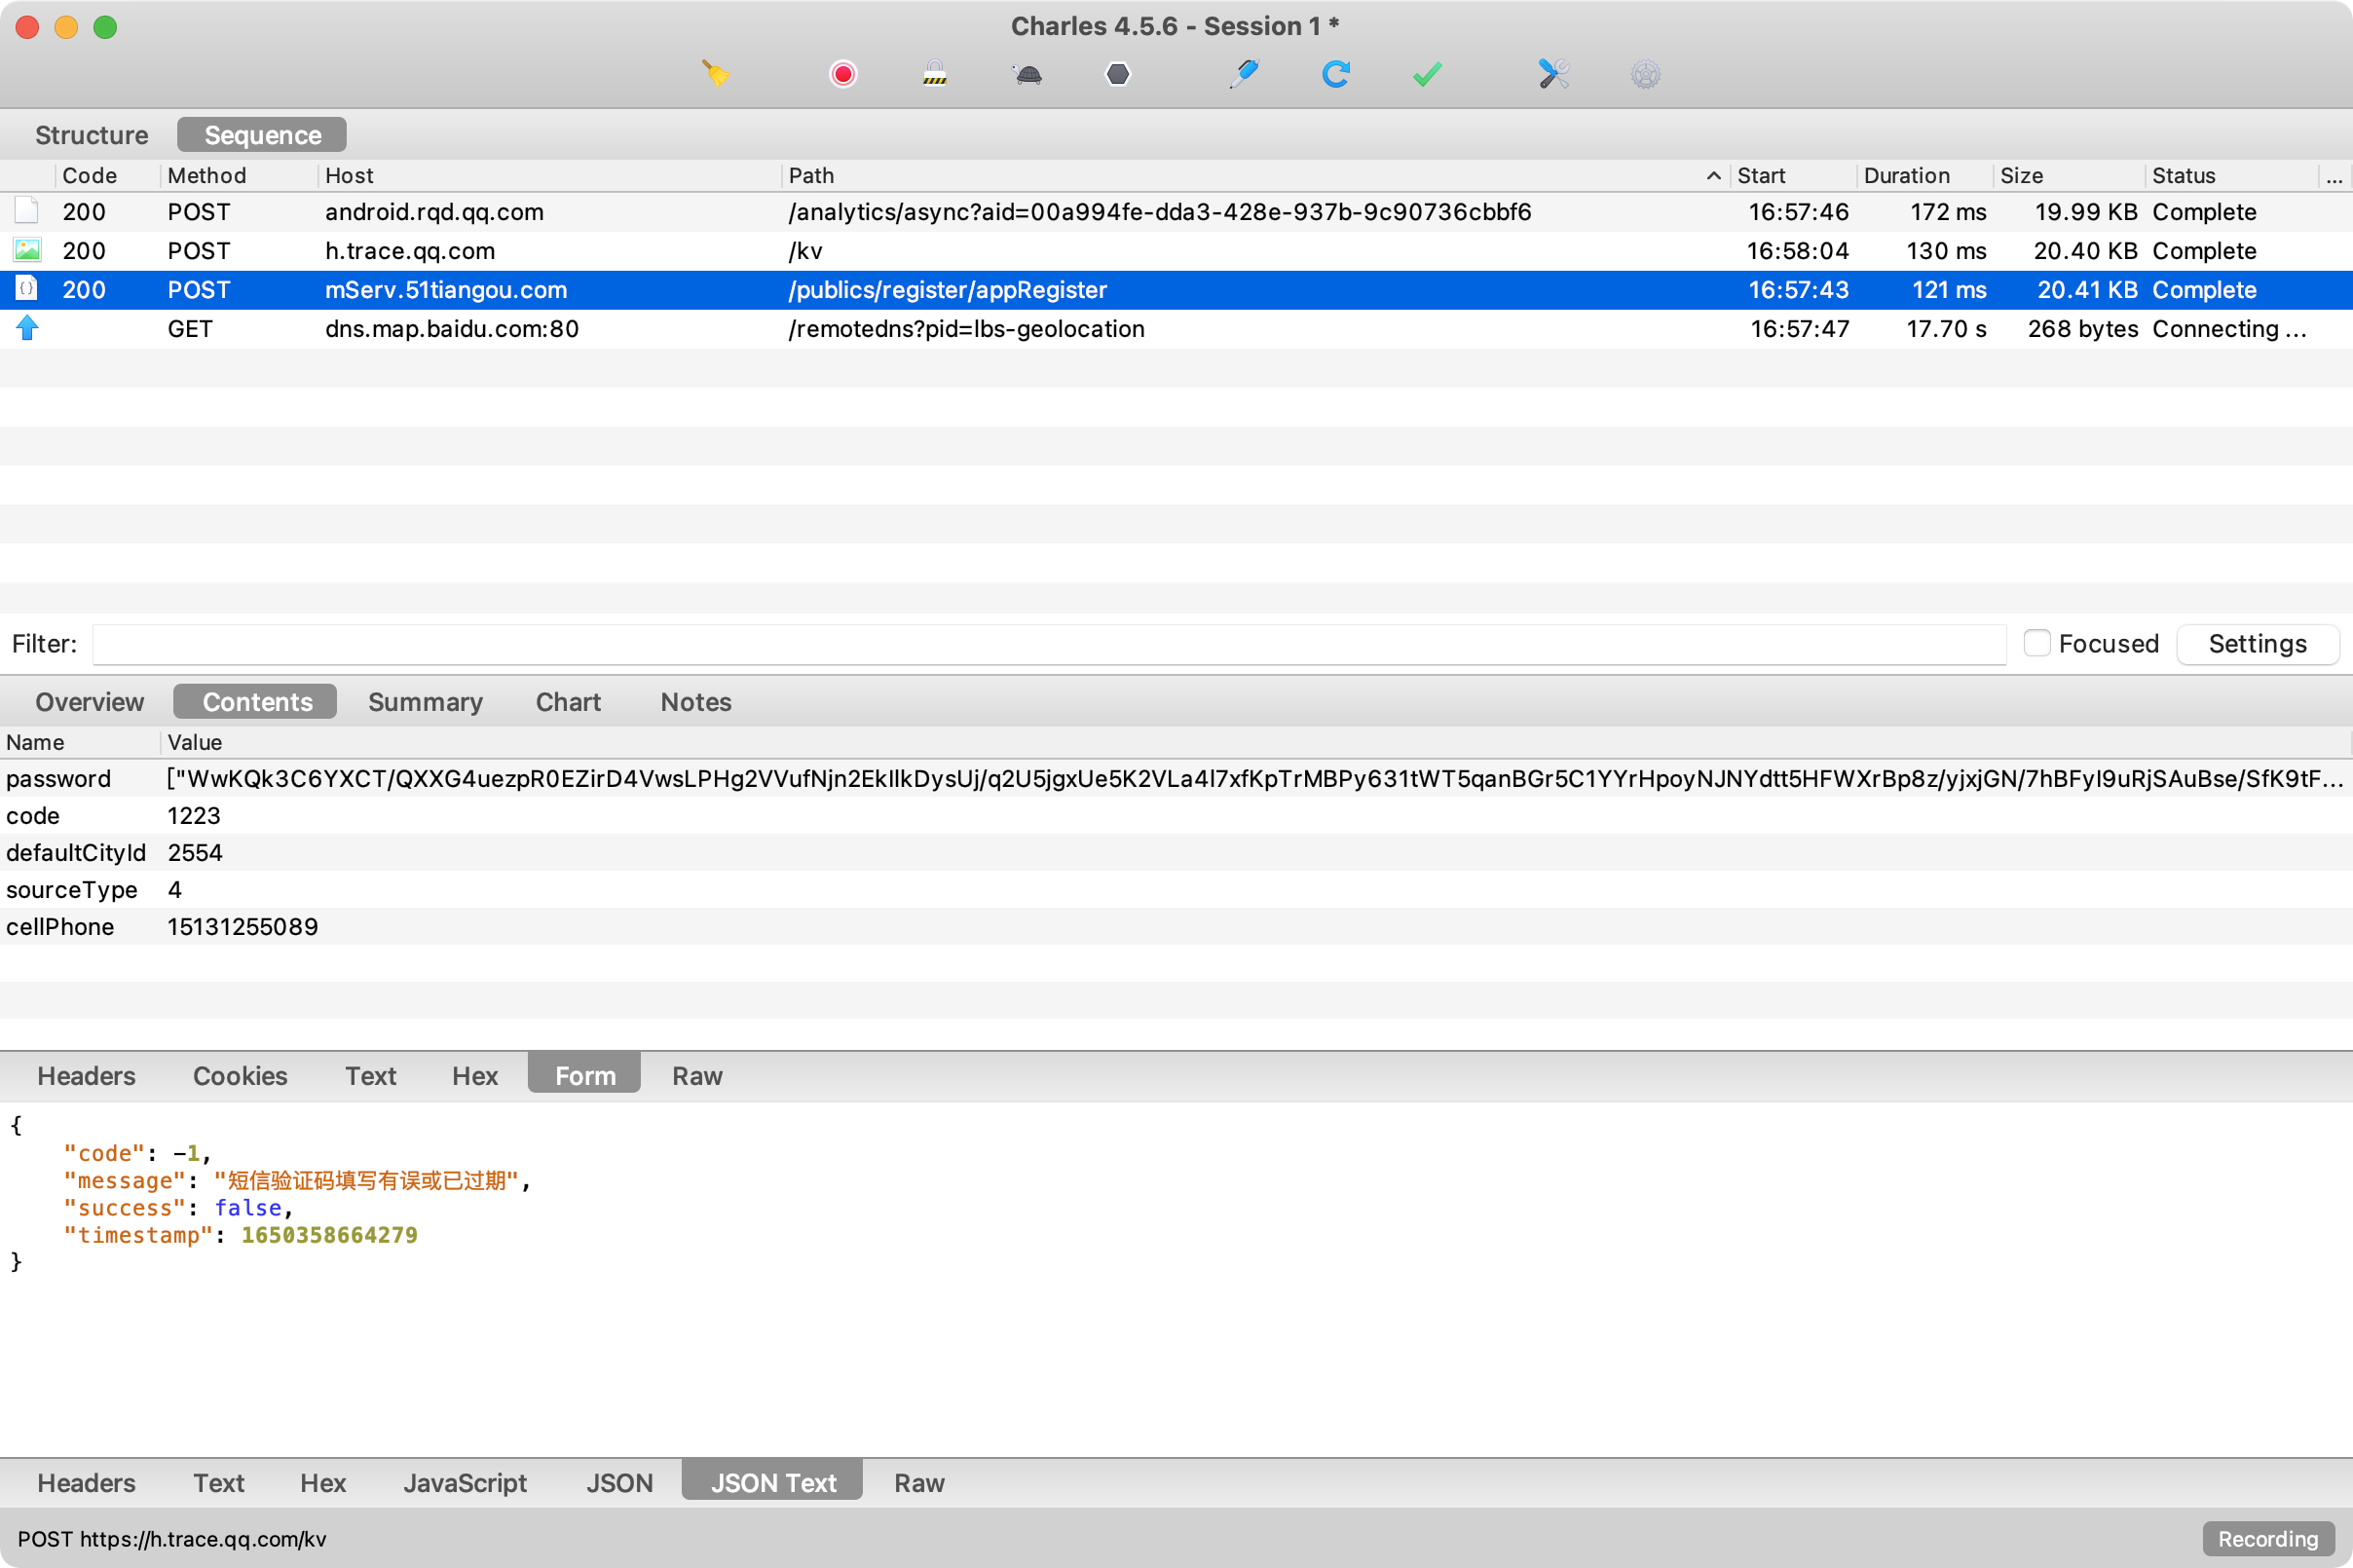 Charles 4.5.6 - Session 1 *
Structure Sequence
Code Method Host Path Start Duration Size Status ...
200 POST android.rqd.qq.com /analytics/async?aid=00a994fe-dda3-428e-937b-9c90736cbbf6 16:57:46 172 ms 19.99 KB Complete
200 POST h.trace.qq.com /kv 16:58:04 130 ms 20.40 KB Complete
{} 200 POST mServ.51tiangou.com /publics/register/appRegister 16:57:43 121 ms 20.41 KB Complete
GET dns.map.baidu.com:80 /remotedns?pid=lbs-geolocation 16:57:47 17.70 s 268 bytes Connecting ...
Filter: Focused Settings
Overview Contents Summary Chart Notes
Name Value
password ["WwKQk3C6YXCT/QXXG4uezpR0EZirD4VwsLPHg2VVufNjn2EkIlkDysUj/q2U5jgxUe5K2VLa4l7xfKpTrMBPy631tWT5qanBGr5C1YYrHpoyNJNYdtt5HFWXrBp8z/yjxjGN/7hBFyI9uRjSAuBse/SfK9tF...
code 1223
defaultCityId 2554
sourceType 4
cellPhone 15131255089
Headers Cookies Text Hex Form Raw
{
"code": -1,
"message": "短信验证码填写有误或已过期",
"success": false,
"timestamp": 1650358664279
}
Headers Text Hex JavaScript JSON JSON Text Raw
POST https://h.trace.qq.com/kv Recording